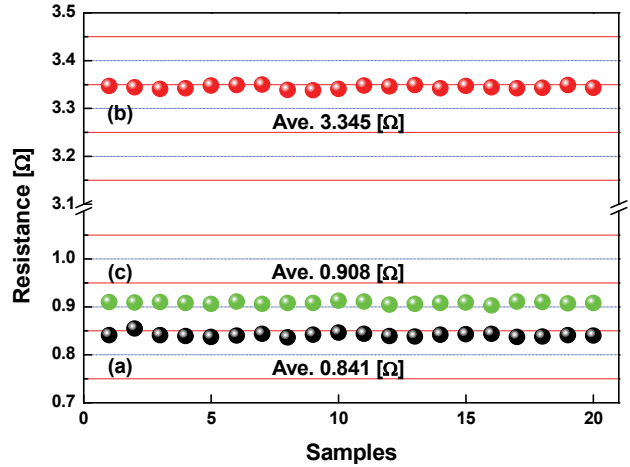 3.5
3.4
3.3
(b)
Ave. 3.345 [Ω]
3.2
3.1
Resistance [Ω]
1.0
(c)
Ave. 0.908 [Ω]
0.9
0.8
(a)
Ave. 0.841 [Ω]
0.7
0 5 10 15 20
Samples